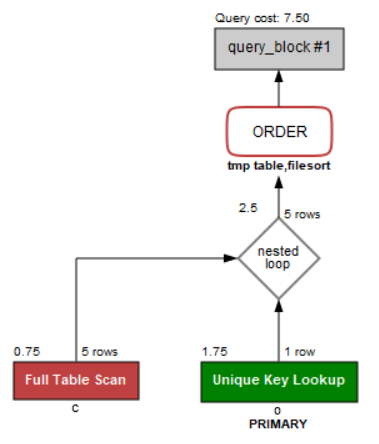 Query cost: 7.50
query_block #1
ORDER
tmp table,filesort
2.5
5 rows
nested
loop
0.75
5 rows
1.75
1 row
Full Table Scan
Unique Key Lookup
c
o
PRIMARY